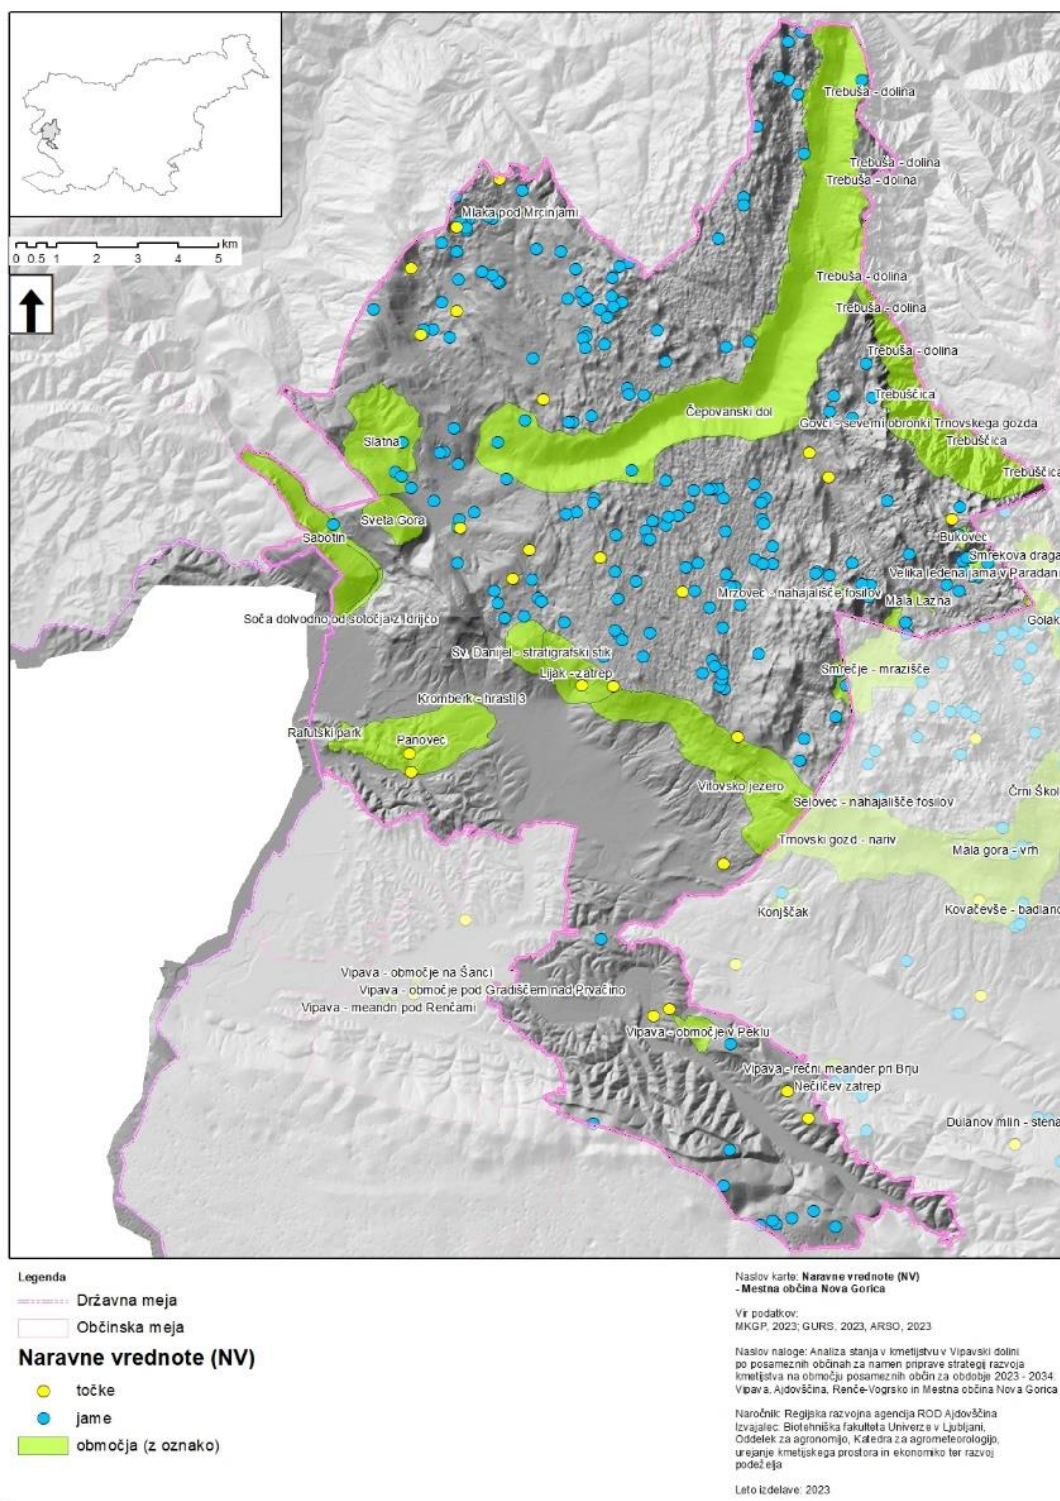 Trebuša - dolina
Trebuša - dolina
Trebuša - dolina
Mlaka pod Mrcinjami
km
0 0.5 1 2 3 4 5
Trebuša - dolina
Trebuša - dolina
Trebuša - dolina
Trebuščica
Čepovanski dol
Govci - severni obronki Trnovskega gozda
Slatna
Trebuščica
Trebuščica
Sveta Gora
Sabotin
Bukovec
Smrekova draga
Velika ledena jama v Paradani
Mrzovec - nahajališče fosilov
Mala Lazna
Soča dolvodno od sotočja z Idrijco
Golak
Sv. Danijel - stratigrafski stik
Smrečje - mrazišče
Lijak - zatrep
Kromberk - hrasti 3
Rafutski park
Panovec
Vitovsko jezero
Črni Škol
Selovec - nahajališče fosilov
Trnovski gozd - nariv
Mala gora - vrh
Konjščak
Kovačevše - badland
Vipava - območje na Šanci
Vipava - območje pod Gradiščem nad Prvačino
Vipava - meandri pod Renčami
Vipava - območje v Peklu
Vipava - rečni meander pri Brju
Nečilčev zatrep
Dulanov mlin - stena
Legenda
Državna meja
Občinska meja
Naravne vrednote (NV)
točke
jame
območja (z oznako)
Naslov karte: Naravne vrednote (NV)
- Mestna občina Nova Gorica
Vir podatkov:
MKGP, 2023; GURS, 2023, ARSO, 2023
Naslov naloge: Analiza stanja v kmetijstvu v Vipavski dolini
po posameznih občinah za namen priprave strategij razvoja
kmetijstva na območju posameznih občin za obdobje 2023 - 2034:
Vipava, Ajdovščina, Renče-Vogrsko in Mestna občina Nova Gorica
Naročnik: Regijska razvojna agencija ROD Ajdovščina
Izvajalec: Biotehniška fakulteta Univerze v Ljubljani,
Oddelek za agronomijo, Katedra za agrometeorologijo,
urejanje kmetijskega prostora in ekonomiko ter razvoj
podeželja
Leto izdelave: 2023